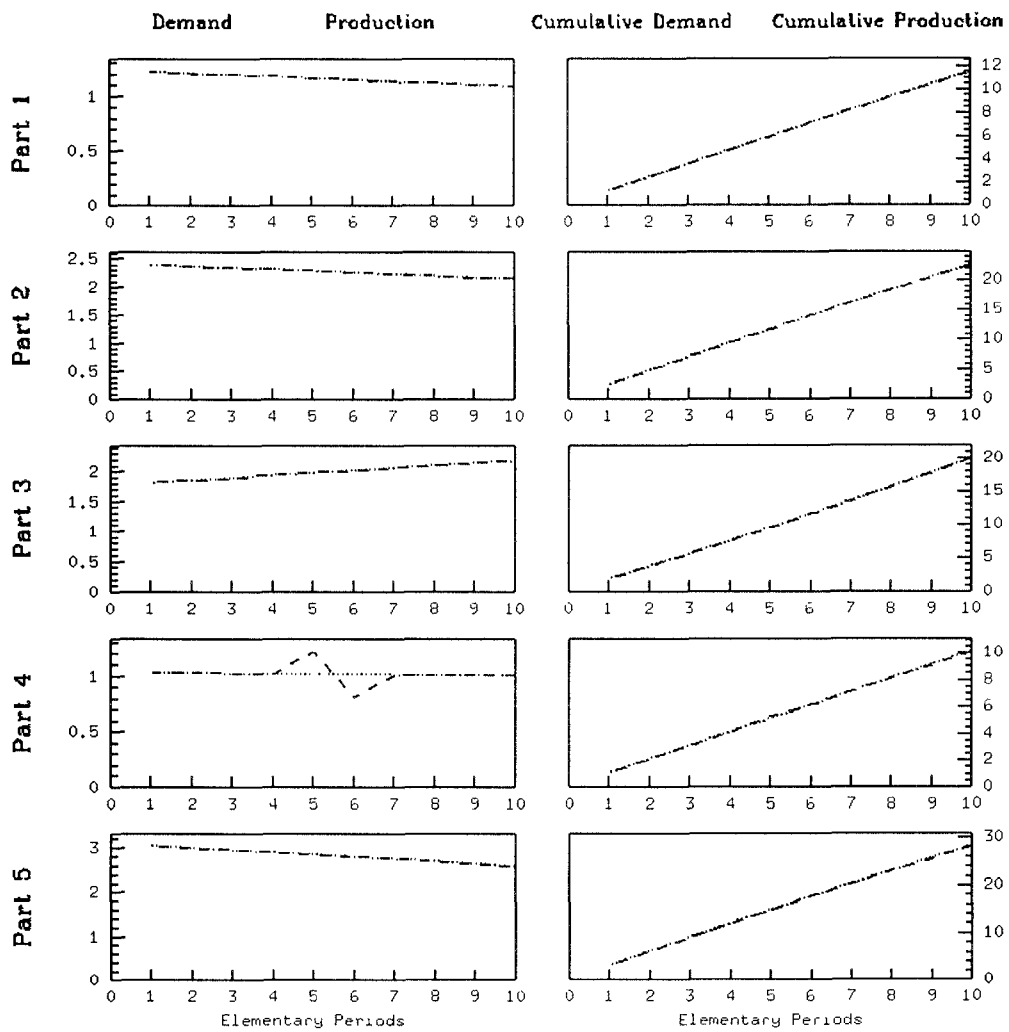 Demand Production Cumulative Demand Cumulative Production
Part 1
1
0.5
0
0 1 2 3 4 5 6 7 8 9 10
12
10
8
6
4
2
0
0 1 2 3 4 5 6 7 8 9 10
Part 2
2.5
2
1.5
1
0.5
0
0 1 2 3 4 5 6 7 8 9 10
20
15
10
5
0
0 1 2 3 4 5 6 7 8 9 10
Part 3
2
1.5
1
0.5
0
0 1 2 3 4 5 6 7 8 9 10
20
15
10
5
0
0 1 2 3 4 5 6 7 8 9 10
Part 4
1
0.5
0
0 1 2 3 4 5 6 7 8 9 10
10
8
6
4
2
0
0 1 2 3 4 5 6 7 8 9 10
Part 5
3
2
1
0
0 1 2 3 4 5 6 7 8 9 10
Elementary Periods
30
20
10
0
0 1 2 3 4 5 6 7 8 9 10
Elementary Periods